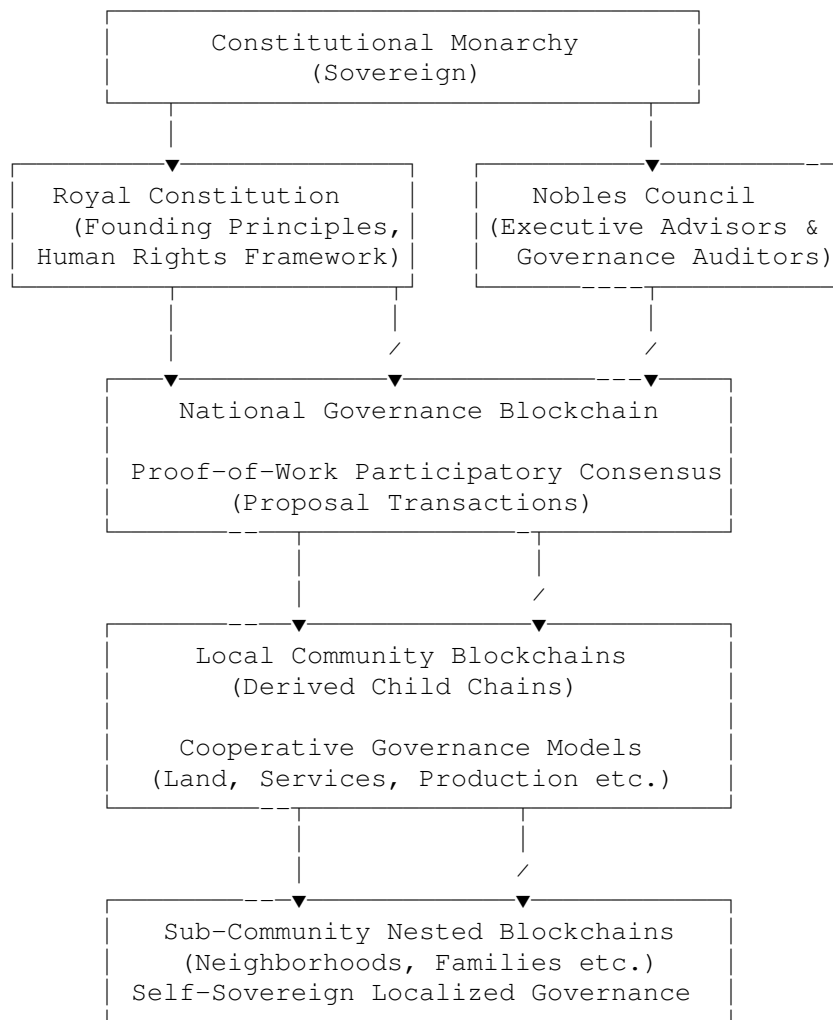 Constitutional Monarchy
(Sovereign)
Royal Constitution
(Founding Principles,
Human Rights Framework)
Nobles Council
(Executive Advisors &
Governance Auditors)
National Governance Blockchain
Proof-of-Work Participatory Consensus
(Proposal Transactions)
Local Community Blockchains
(Derived Child Chains)
Cooperative Governance Models
(Land, Services, Production etc.)
Sub-Community Nested Blockchains
(Neighborhoods, Families etc.)
Self-Sovereign Localized Governance